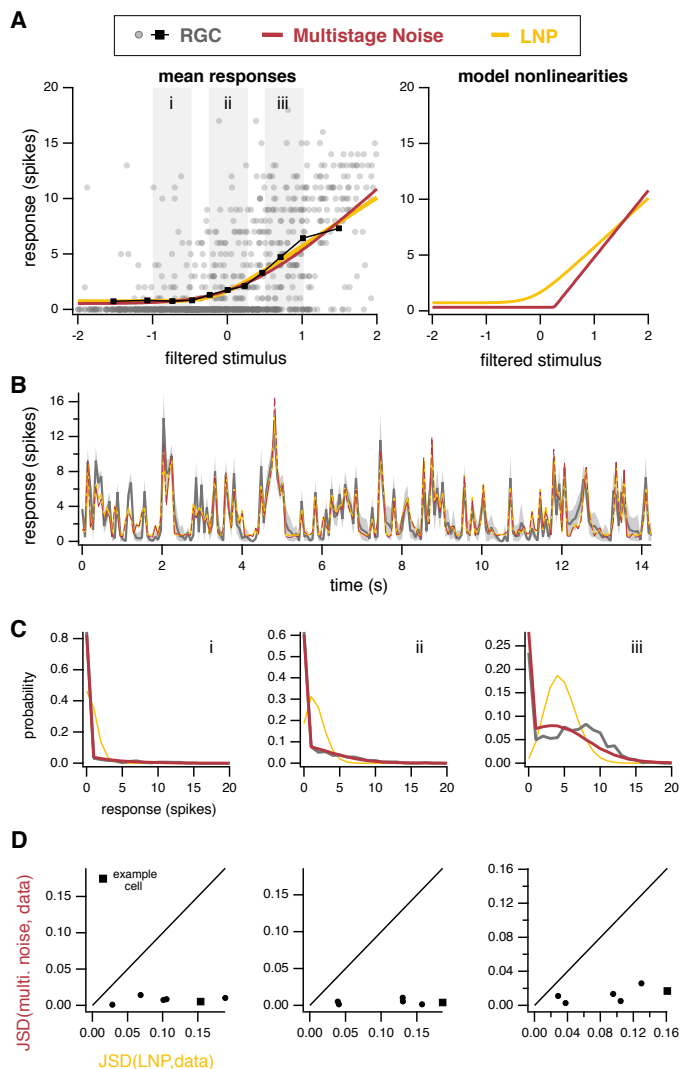 A
RGC Multistage Noise LNP
mean responses
model nonlinearities
i ii iii
response (spikes)
20
15
10
5
0
-2 -1 0 1 2
filtered stimulus
20
15
10
5
0
-2 -1 0 1 2
filtered stimulus
B
response (spikes)
16
12
8
4
0
0 2 4 6 8 10 12 14
time (s)
C
probability
i
0.8
0.6
0.4
0.2
0.0
0 5 10 15 20
response (spikes)
ii
0.6
0.5
0.4
0.3
0.2
0.1
0.0
0 5 10 15 20
iii
0.25
0.20
0.15
0.10
0.05
0.00
0 5 10 15 20
D
JSD(multi. noise, data)
example
cell
0.15
0.10
0.05
0.00
0.00 0.05 0.10 0.15
JSD(LNP,data)
0.15
0.10
0.05
0.00
0.00 0.05 0.10 0.15
0.16
0.12
0.08
0.04
0.00
0.00 0.04 0.08 0.12 0.16